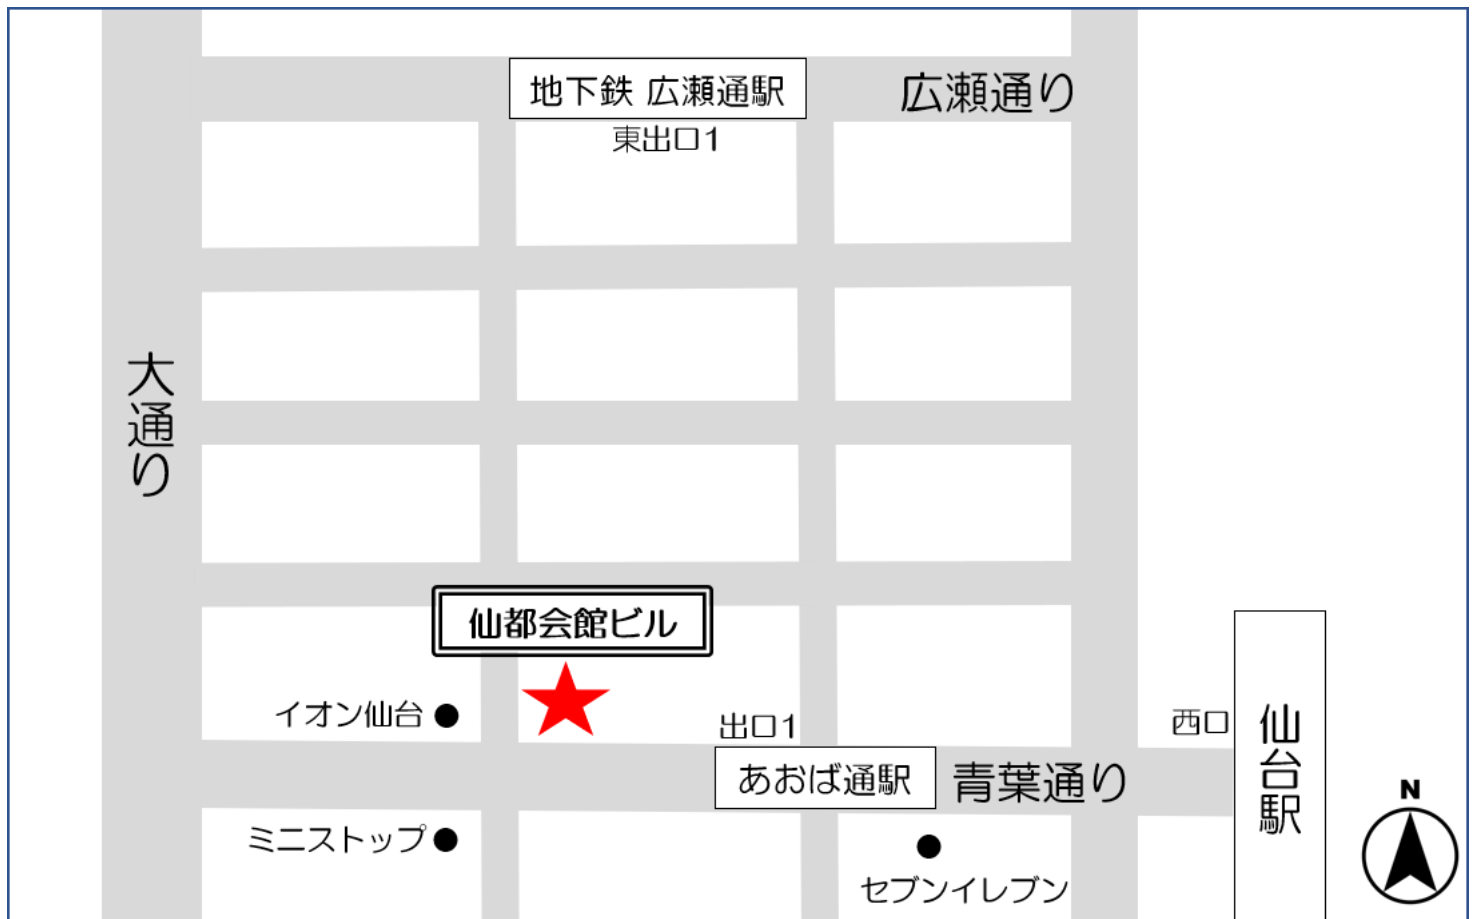 地下鉄 広瀬通駅
広瀬通り
東出口1
大通り
仙都会館ビル
イオン仙台
出口1
西口
仙台駅
あおば通駅
青葉通り
N
ミニストップ
セブンイレブン